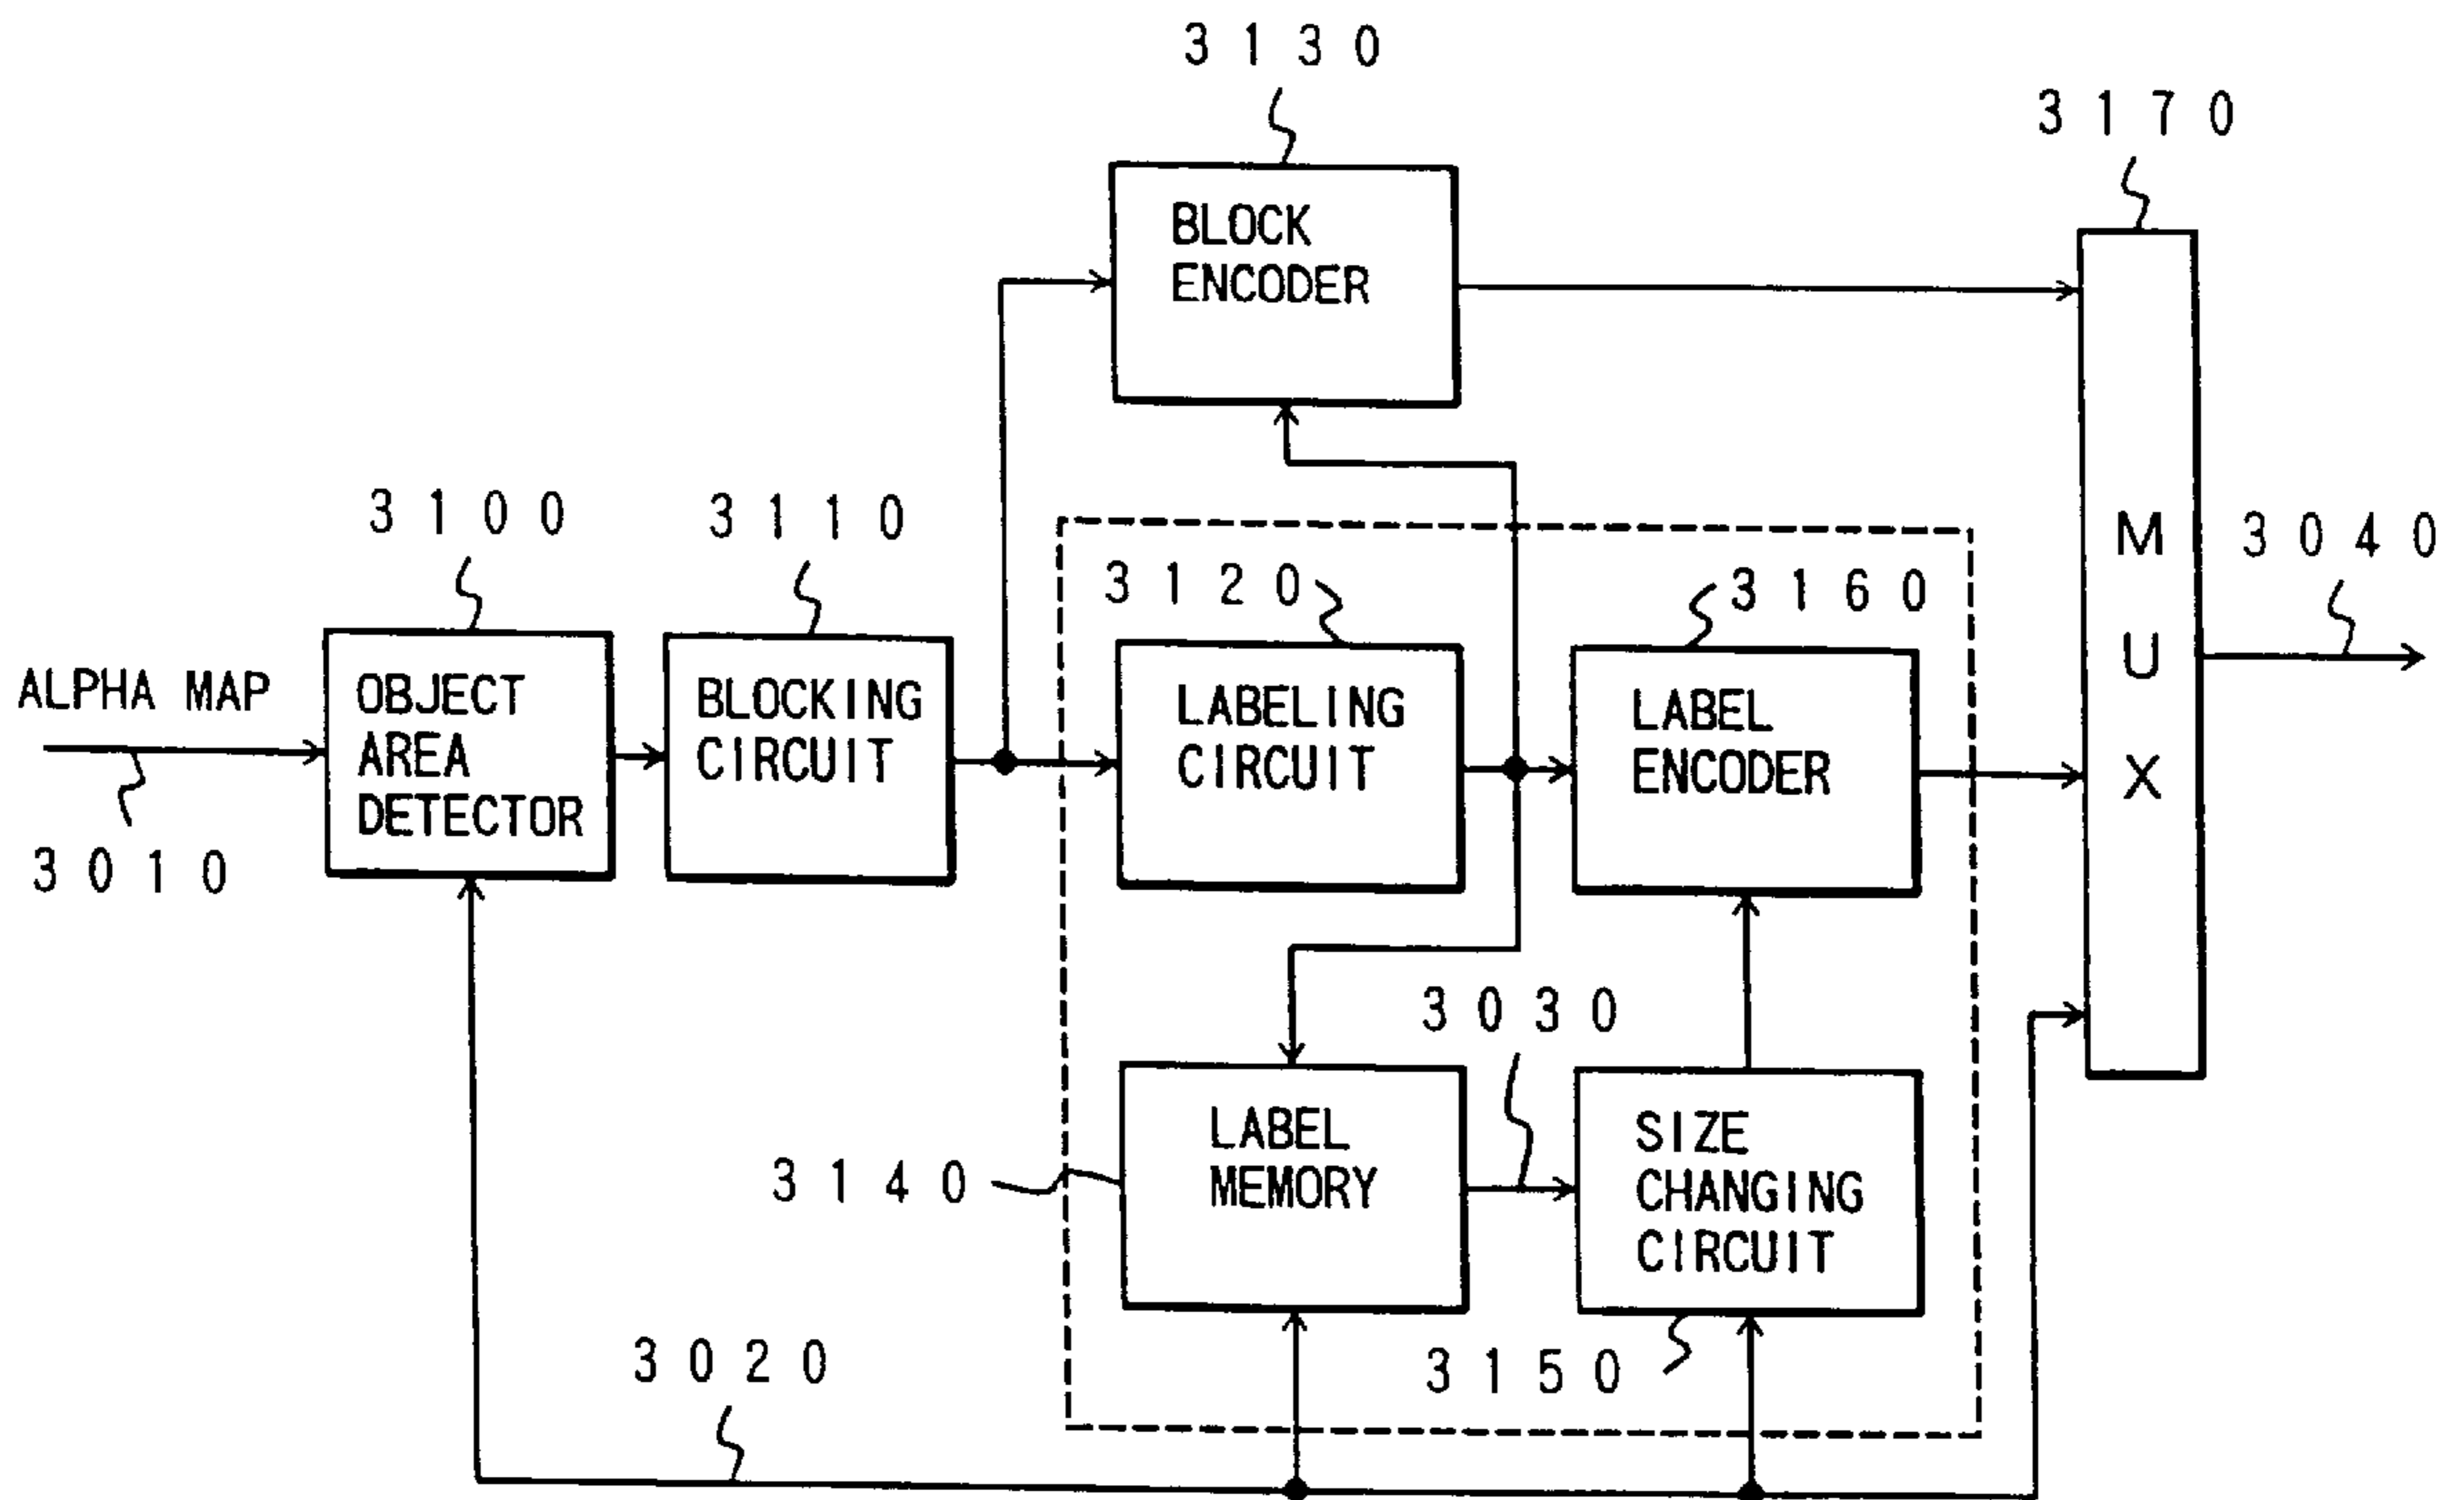 3130
3170
BLOCK
ENCODER
3100
3110
3120
3160
M
U
X
3040
ALPHA MAP
3010
OBJECT
AREA
DETECTOR
BLOCKING
CIRCUIT
LABELING
CIRCUIT
LABEL
ENCODER
3030
3140
LABEL
MEMORY
SIZE
CHANGING
CIRCUIT
3150
3020